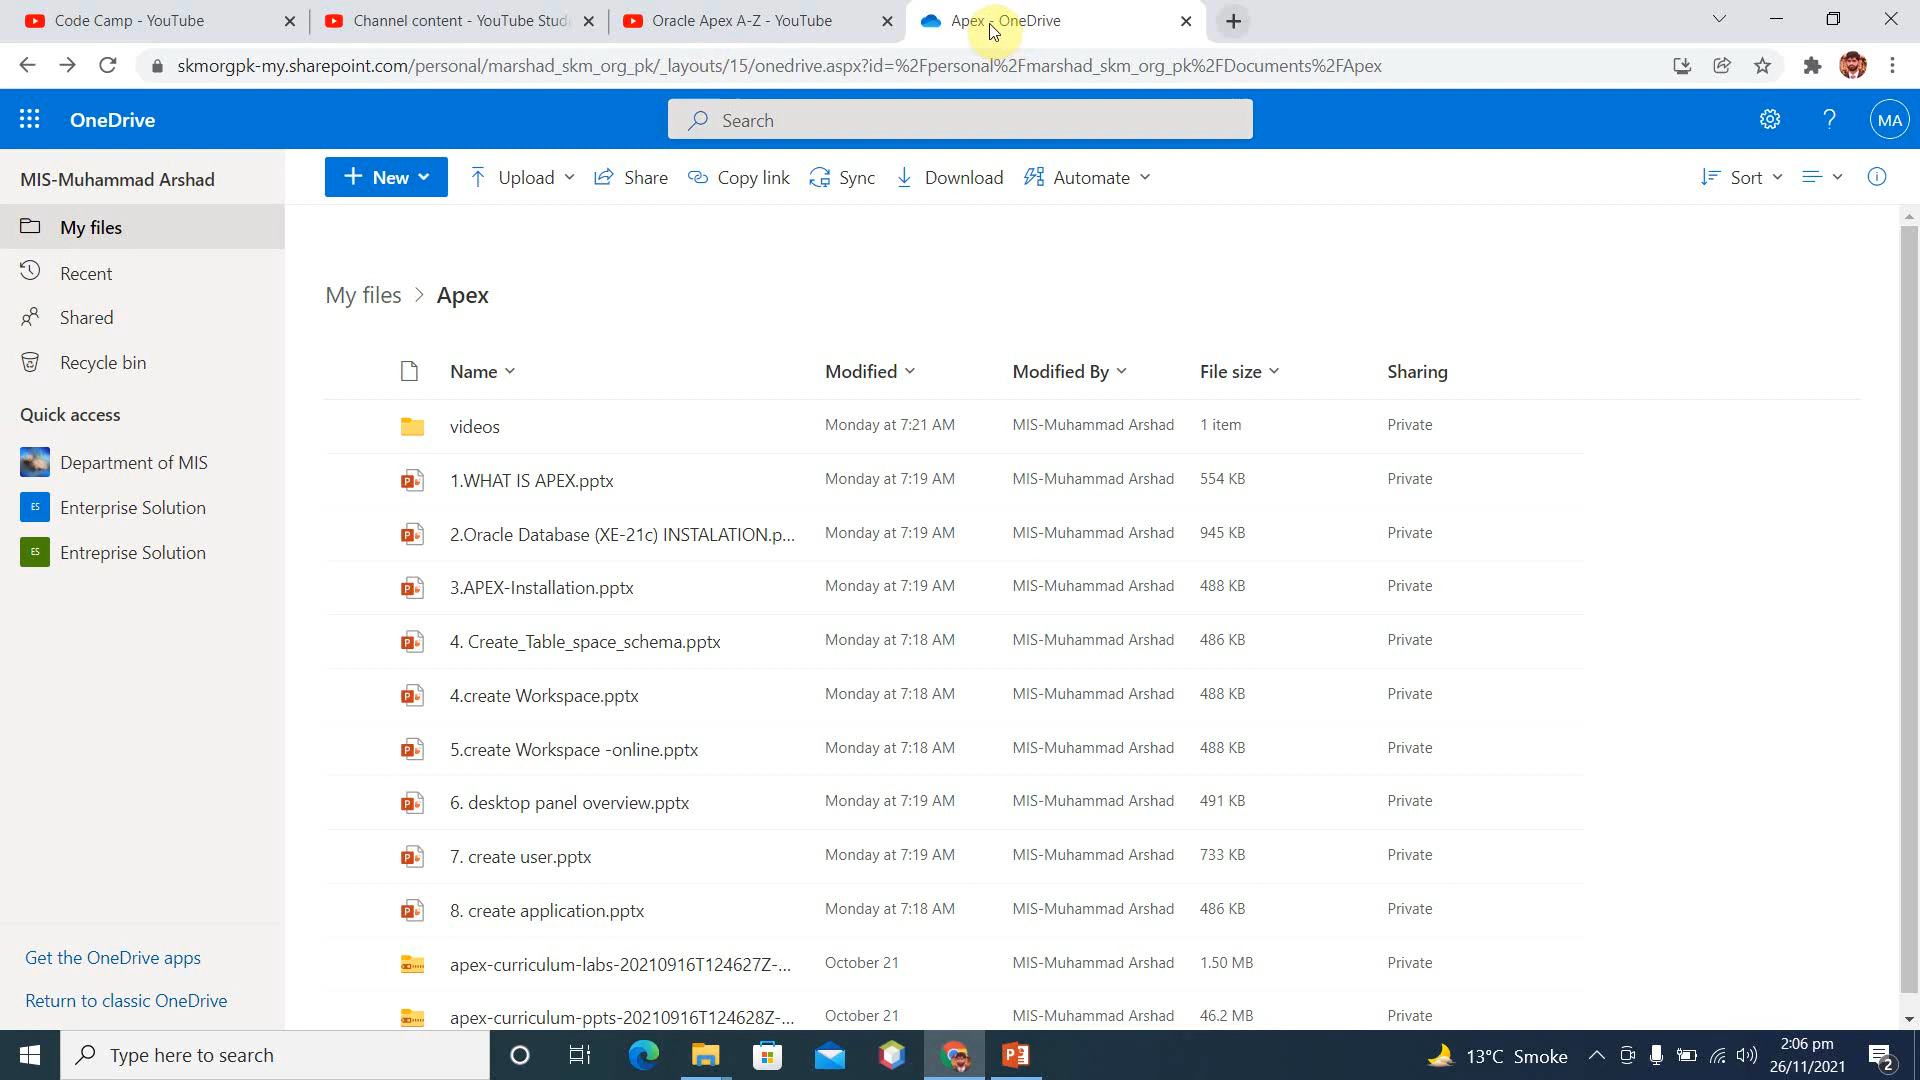 Code Camp - YouTube
Channel content - YouTube Stud
Oracle Apex A-Z - YouTube
Apex - OneDrive
skmorgpk-my.sharepoint.com/personal/marshad_skm_org_pk/_layouts/15/onedrive.aspx?id=%2Fpersonal%2Fmarshad_skm_org_pk%2FDocuments%2FApex
OneDrive
Search
MA
MIS-Muhammad Arshad
New
Upload
Share
Copy link
Sync
Download
Automate
Sort
My files
Recent
Shared
Recycle bin
Quick access
Department of MIS
ES Enterprise Solution
ES Entreprise Solution
Get the OneDrive apps
Return to classic OneDrive
My files > Apex
Name Modified Modified By File size Sharing
videos Monday at 7:21 AM MIS-Muhammad Arshad 1 item Private
1.WHAT IS APEX.pptx Monday at 7:19 AM MIS-Muhammad Arshad 554 KB Private
2.Oracle Database (XE-21c) INSTALATION.p... Monday at 7:19 AM MIS-Muhammad Arshad 945 KB Private
3.APEX-Installation.pptx Monday at 7:19 AM MIS-Muhammad Arshad 488 KB Private
4. Create_Table_space_schema.pptx Monday at 7:18 AM MIS-Muhammad Arshad 486 KB Private
4.create Workspace.pptx Monday at 7:18 AM MIS-Muhammad Arshad 488 KB Private
5.create Workspace -online.pptx Monday at 7:18 AM MIS-Muhammad Arshad 488 KB Private
6. desktop panel overview.pptx Monday at 7:19 AM MIS-Muhammad Arshad 491 KB Private
7. create user.pptx Monday at 7:19 AM MIS-Muhammad Arshad 733 KB Private
8. create application.pptx Monday at 7:18 AM MIS-Muhammad Arshad 486 KB Private
apex-curriculum-labs-20210916T124627Z-... October 21 MIS-Muhammad Arshad 1.50 MB Private
apex-curriculum-ppts-20210916T124628Z-... October 21 MIS-Muhammad Arshad 46.2 MB Private
Type here to search
13°C Smoke
2:06 pm
26/11/2021
2